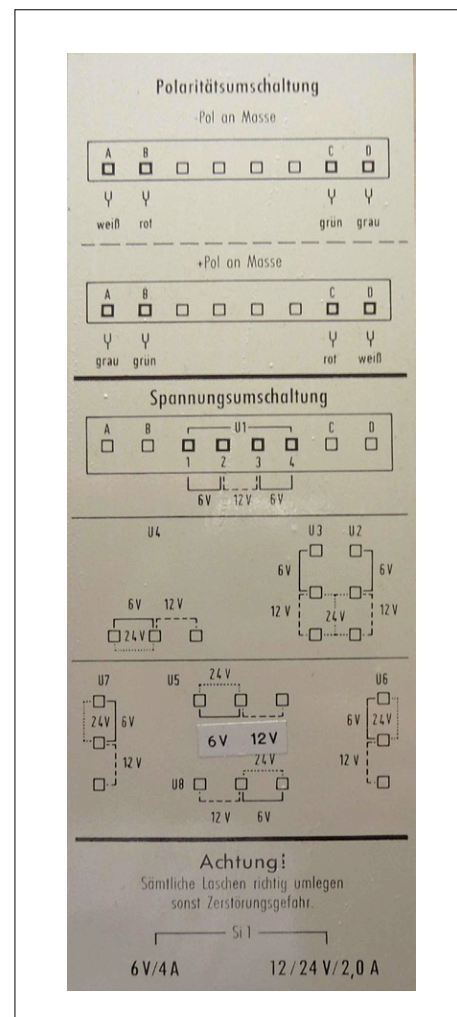 Polaritätsumschaltung
-Pol an Masse
A B C D
weiß rot grün grau
+Pol an Masse
A B C D
grau grün rot weiß
Spannungsumschaltung
A B U1 C D
1 2 3 4
6V 12V 6V
U4 U3 U2
6V 6V
6V 12V
12V 24V 12V
24V
U7 U5 24V U6
24V 6V 12V 6V 24V
6V 12V
24V
12V
U8
12V 6V
Achtung!
Sämtliche Laschen richtig umlegen
sonst Zerstörungsgefahr.
Si 1
6V/4A 12/24 V/2,0 A